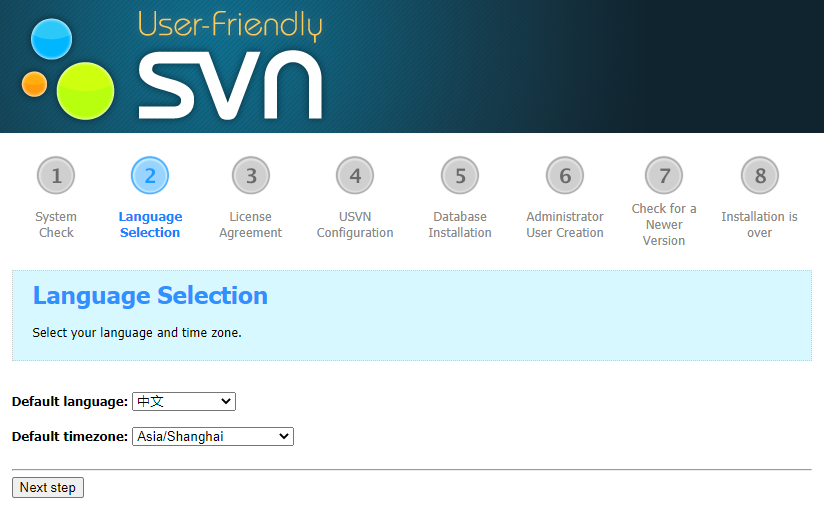 User-Friendly
SVN
1
2
3
4
5
6
7
8
System
Check
Language
Selection
License
Agreement
USVN
Configuration
Database
Installation
Administrator
User Creation
Check for a
Newer
Version
Installation is
over
Language Selection
Select your language and time zone.
Default language: 中文
Default timezone: Asia/Shanghai
Next step